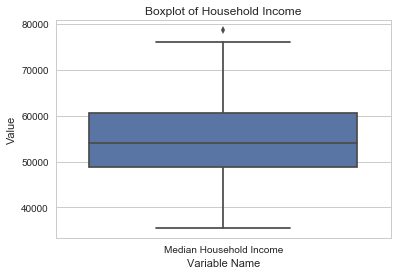 Boxplot of Household Income
80000
70000
60000
50000
40000
Value
Median Household Income
Variable Name